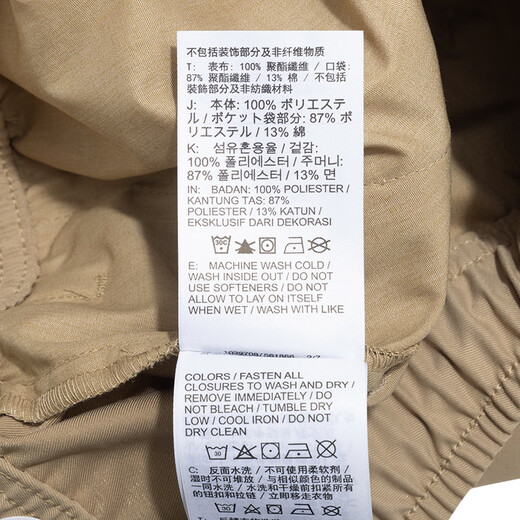 不包括装饰部分及非纤维物质
T: 表布: 100% 聚酯纖維 / 口袋:
87% 聚酯纖維 / 13% 棉 / 不包括
裝飾部分及非紡織材料
J: 本体: 100% ポリエステ
ル / ポケット袋部分: 87% ポ
リエステル / 13% 綿
K: 섬유혼용율 / 겉감:
100% 폴리에스터 / 주머니:
87% 폴리에스터 / 13% 면
IN: BADAN: 100% POLIESTER /
KANTUNG TAS: 87%
POLIESTER / 13% KATUN /
EKSKLUSIF DARI DEKORASI
E: MACHINE WASH COLD /
WASH INSIDE OUT / DO NOT
USE SOFTENERS / DO NOT
ALLOW TO LAY ON ITSELF
WHEN WET / WASH WITH LIKE
COLORS / FASTEN ALL
CLOSURES TO WASH AND DRY /
REMOVE IMMEDIATELY / DO
NOT BLEACH / TUMBLE DRY
LOW / COOL IRON / DO NOT
DRY CLEAN
30
C: 反面水洗 / 不可使用柔软剂/
湿时不可堆放 / 与相似颜色的衣物
一同水洗 / 水洗和干燥前扣紧所有
的钮扣和拉链 / 立即移走衣物
30